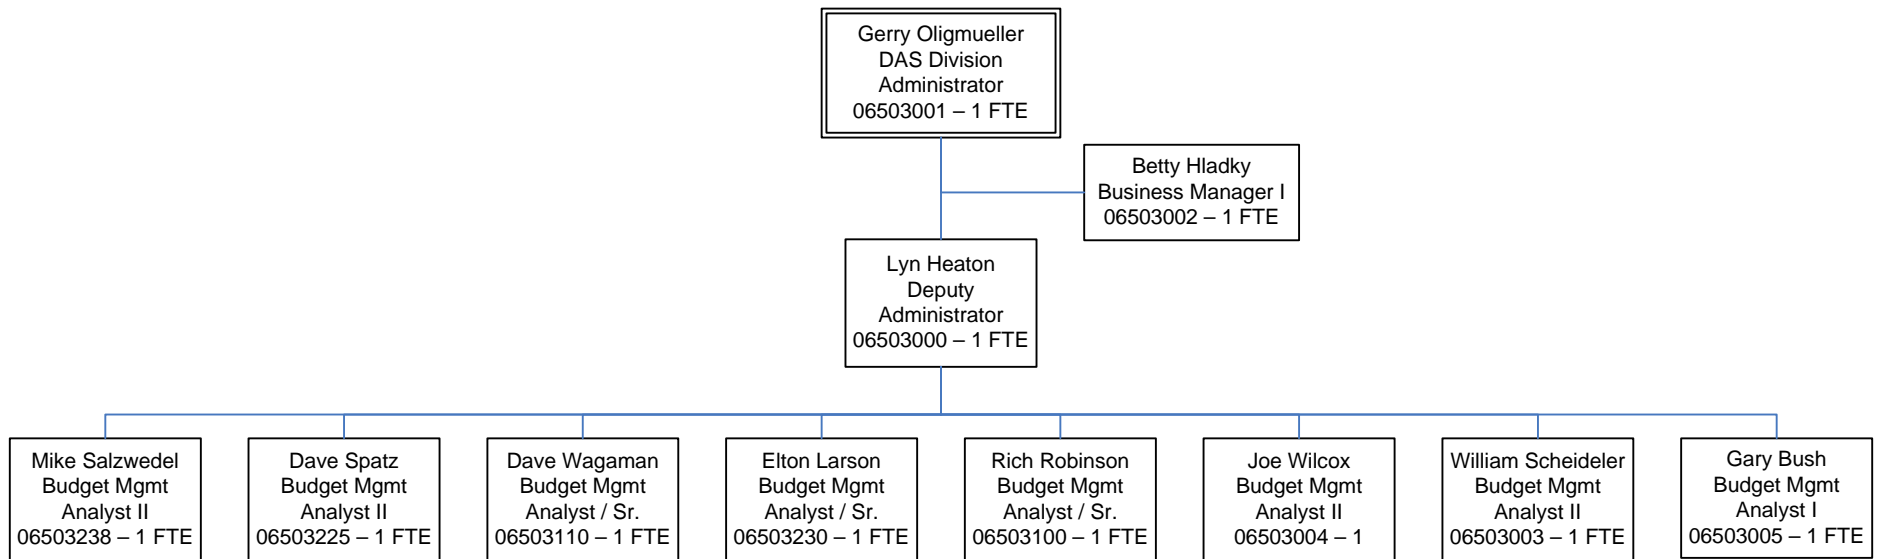 Gerry Oligmueller
DAS Division
Administrator
06503001 – 1 FTE
Betty Hladky
Business Manager I
06503002 – 1 FTE
Lyn Heaton
Deputy
Administrator
06503000 – 1 FTE
Mike Salzwedel
Budget Mgmt
Analyst II
06503238 – 1 FTE
Dave Spatz
Budget Mgmt
Analyst II
06503225 – 1 FTE
Dave Wagaman
Budget Mgmt
Analyst / Sr.
06503110 – 1 FTE
Elton Larson
Budget Mgmt
Analyst / Sr.
06503230 – 1 FTE
Rich Robinson
Budget Mgmt
Analyst / Sr.
06503100 – 1 FTE
Joe Wilcox
Budget Mgmt
Analyst II
06503004 – 1
William Scheideler
Budget Mgmt
Analyst II
06503003 – 1 FTE
Gary Bush
Budget Mgmt
Analyst I
06503005 – 1 FTE